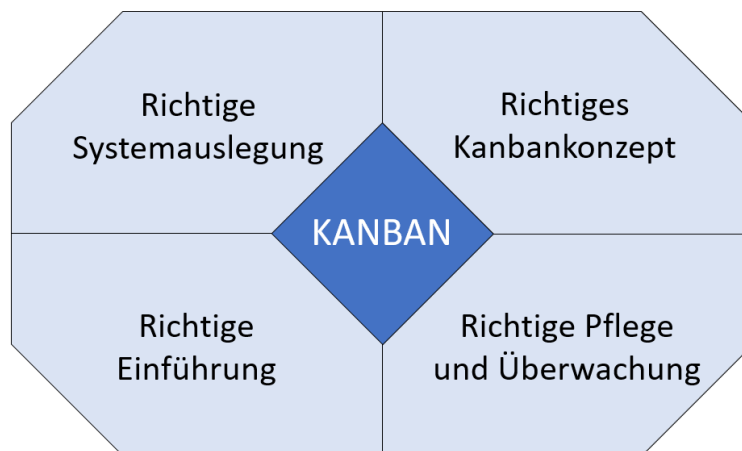 Richtige
Systemauslegung
Richtiges
Kanbankonzept
KANBAN
Richtige
Einführung
Richtige Pflege
und Überwachung